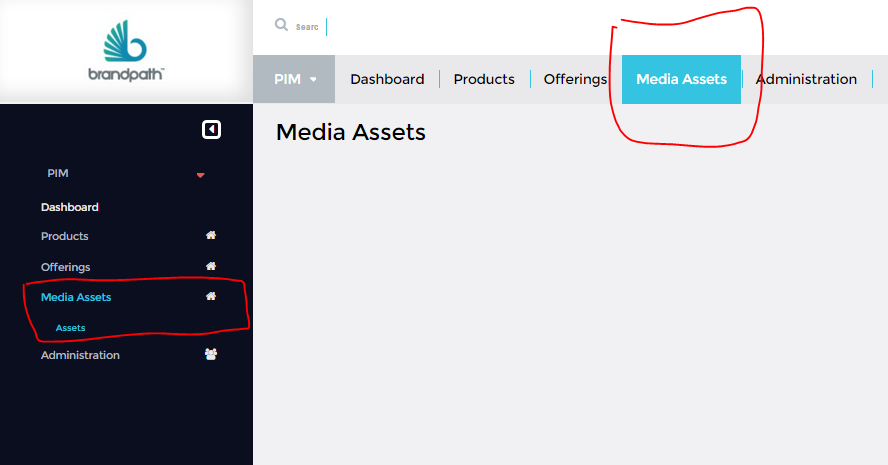 brandpath™
Searc
PIM Dashboard Products Offerings Media Assets Administration
Media Assets
PIM
Dashboard
Products
Offerings
Media Assets
Assets
Administration